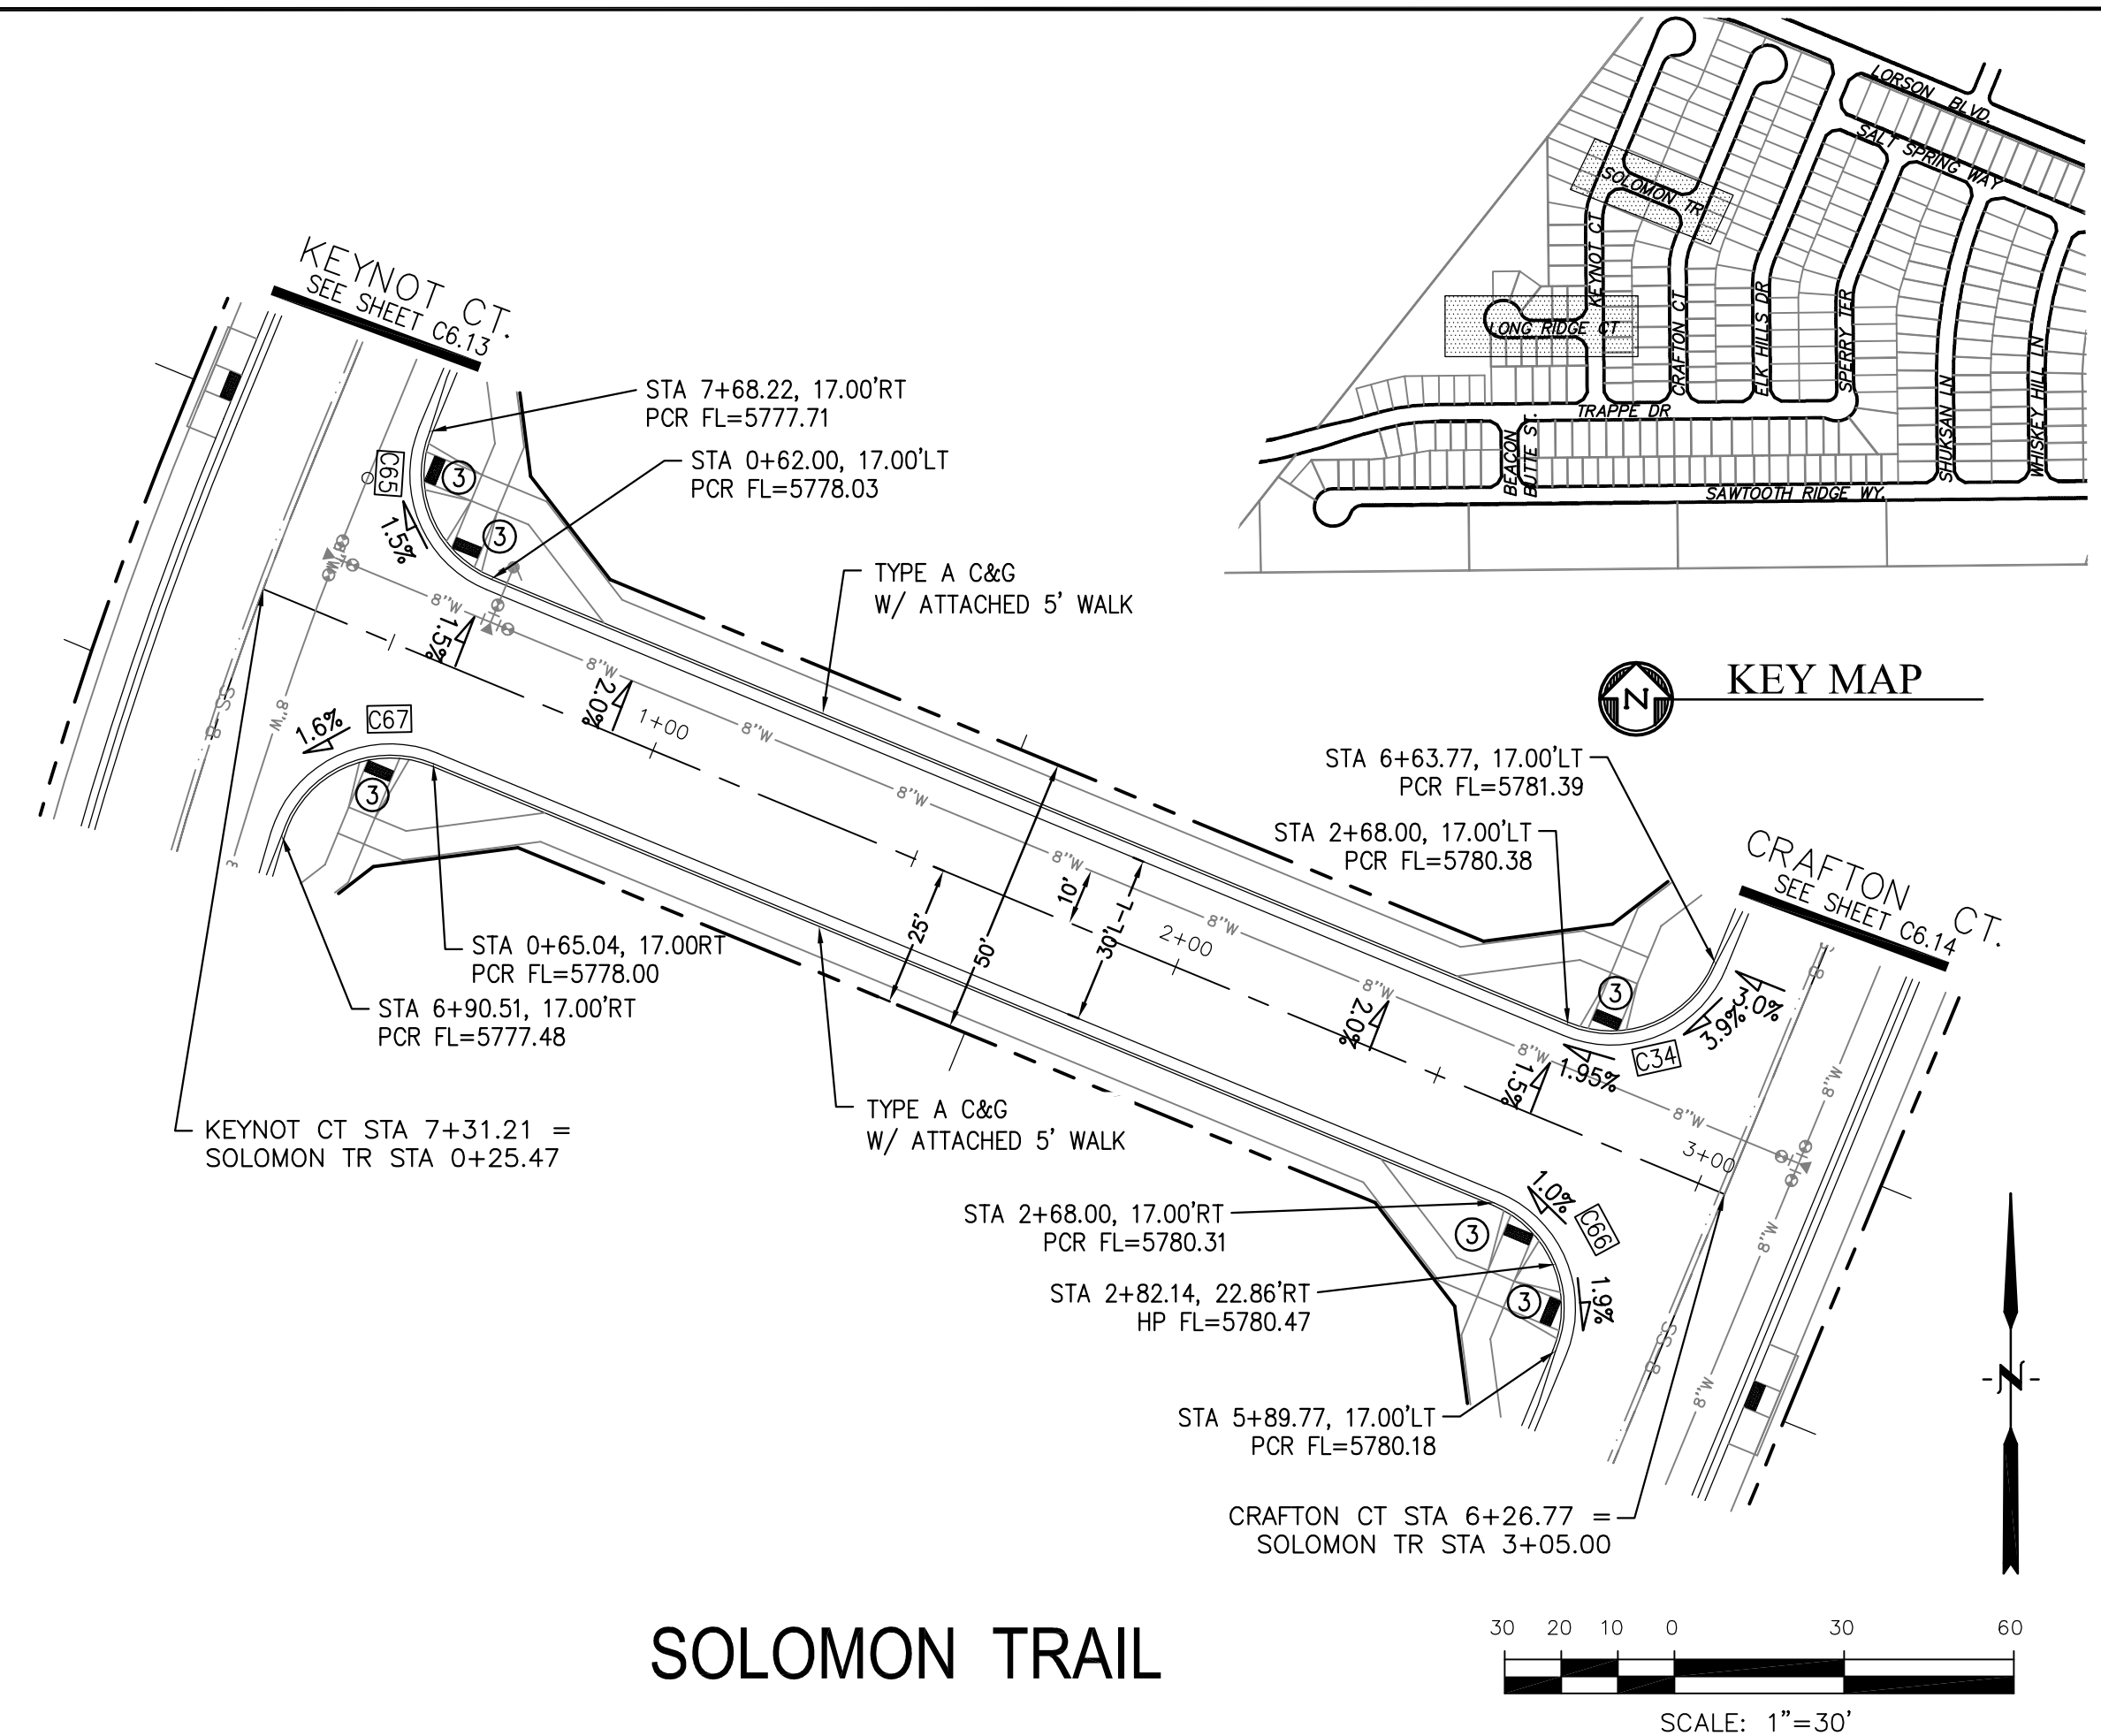 LORSON BLVD.
SALT SPRING WAY
SOLOMON TR
KEYNOT CT
LONG RIDGE CT
CRAFTON CT
ELK HILLS DR
SPERRY TER
SHUKSAN LN
WHISKEY HILL LN
TRAPPE DR
BEACON
BUTTE ST.
SAWTOOTH RIDGE WY.
N
KEY MAP
KEYNOT CT.
SEE SHEET C6.13
STA 7+68.22, 17.00'RT
PCR FL=5777.71
STA 0+62.00, 17.00'LT
PCR FL=5778.03
C65
3
3
1.5%
TYPE A C&G
W/ ATTACHED 5' WALK
8"W
8"W
1.5%
8"W
2.0%
1+00
8"W
8"W
8"W
8"W
8"W
8"W
8"W
8"W
SS
8
1.6%
C67
3
STA 6+63.77, 17.00'LT
PCR FL=5781.39
STA 2+68.00, 17.00'LT
PCR FL=5780.38
CRAFTON CT.
SEE SHEET C6.14
10'
25'
50'
30'L-L
2+00
STA 0+65.04, 17.00RT
PCR FL=5778.00
STA 6+90.51, 17.00'RT
PCR FL=5777.48
3
3.0%
3.9%
C34
1.95%
2.0%
1.5%
TYPE A C&G
W/ ATTACHED 5' WALK
KEYNOT CT STA 7+31.21 =
SOLOMON TR STA 0+25.47
3+00
8"W
8"W
8"W
SS
8
8
1.0%
C66
3
3
1.9%
STA 2+68.00, 17.00'RT
PCR FL=5780.31
STA 2+82.14, 22.86'RT
HP FL=5780.47
STA 5+89.77, 17.00'LT
PCR FL=5780.18
CRAFTON CT STA 6+26.77 =
SOLOMON TR STA 3+05.00
-N-
SOLOMON TRAIL
30 20 10 0 30 60
SCALE: 1"=30'